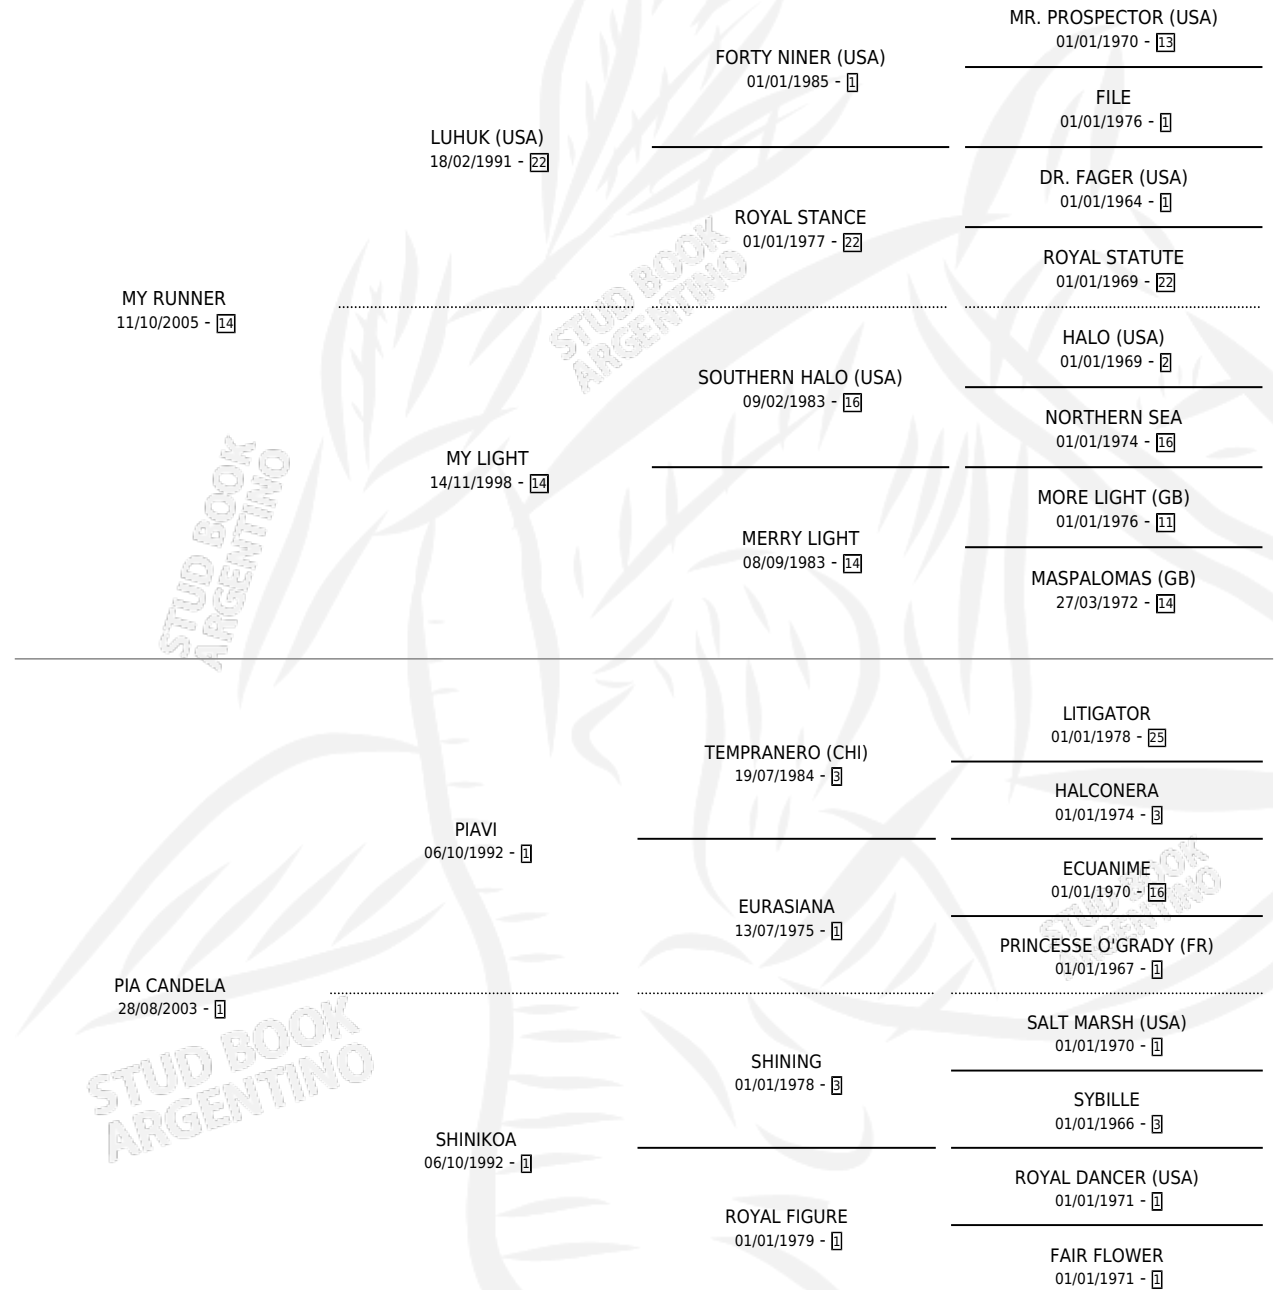 MR. PROSPECTOR (USA)
01/01/1970 - 13
FORTY NINER (USA)
01/01/1985 - 1
FILE
01/01/1976 - 1
LUHUK (USA)
18/02/1991 - 22
DR. FAGER (USA)
01/01/1964 - 1
ROYAL STANCE
01/01/1977 - 22
ROYAL STATUTE
01/01/1969 - 22
MY RUNNER
11/10/2005 - 14
HALO (USA)
01/01/1969 - 2
SOUTHERN HALO (USA)
09/02/1983 - 16
NORTHERN SEA
01/01/1974 - 16
MY LIGHT
14/11/1998 - 14
MORE LIGHT (GB)
01/01/1976 - 11
MERRY LIGHT
08/09/1983 - 14
MASPALOMAS (GB)
27/03/1972 - 14
LITIGATOR
01/01/1978 - 25
TEMPRANERO (CHI)
19/07/1984 - 3
HALCONERA
01/01/1974 - 3
PIAVI
06/10/1992 - 1
ECUANIME
01/01/1970 - 16
EURASIANA
13/07/1975 - 1
PRINCESSE O'GRADY (FR)
01/01/1967 - 1
PIA CANDELA
28/08/2003 - 1
SALT MARSH (USA)
01/01/1970 - 1
SHINING
01/01/1978 - 3
SYBILLE
01/01/1966 - 3
SHINIKOA
06/10/1992 - 1
ROYAL DANCER (USA)
01/01/1971 - 1
ROYAL FIGURE
01/01/1979 - 1
FAIR FLOWER
01/01/1971 - 1
STUD BOOK
ARGENTINO
STUD BOOK
ARGENTINO
STUD BOOK
ARGENTINO
STUD BOOK
ARGENTINO